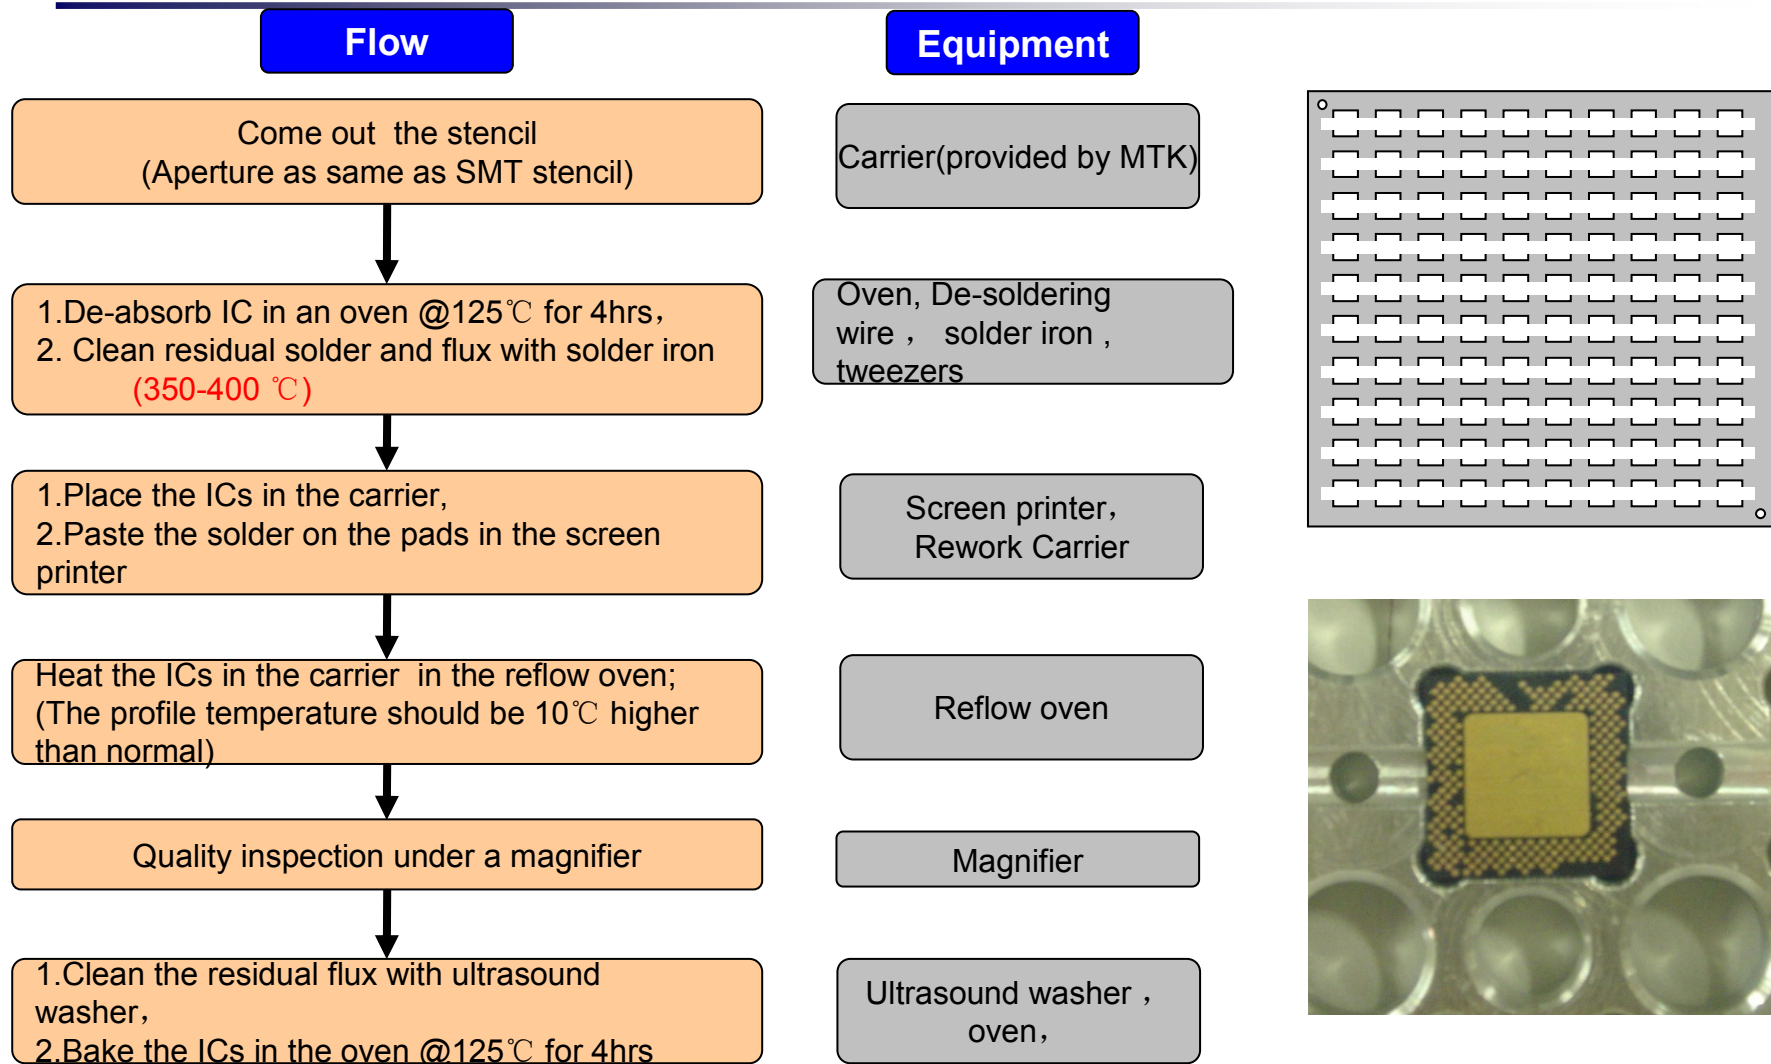 Flow
Equipment
Come out the stencil
(Aperture as same as SMT stencil)
Carrier(provided by MTK)
1.De-absorb IC in an oven @125℃ for 4hrs，
2. Clean residual solder and flux with solder iron
(350-400 ℃)
Oven, De-soldering
wire ， solder iron ,
tweezers
1.Place the ICs in the carrier,
2.Paste the solder on the pads in the screen
printer
Screen printer，
Rework Carrier
Heat the ICs in the carrier in the reflow oven;
(The profile temperature should be 10℃ higher
than normal)
Reflow oven
Quality inspection under a magnifier
Magnifier
1.Clean the residual flux with ultrasound
washer，
2.Bake the ICs in the oven @125℃ for 4hrs
Ultrasound washer ，
oven，